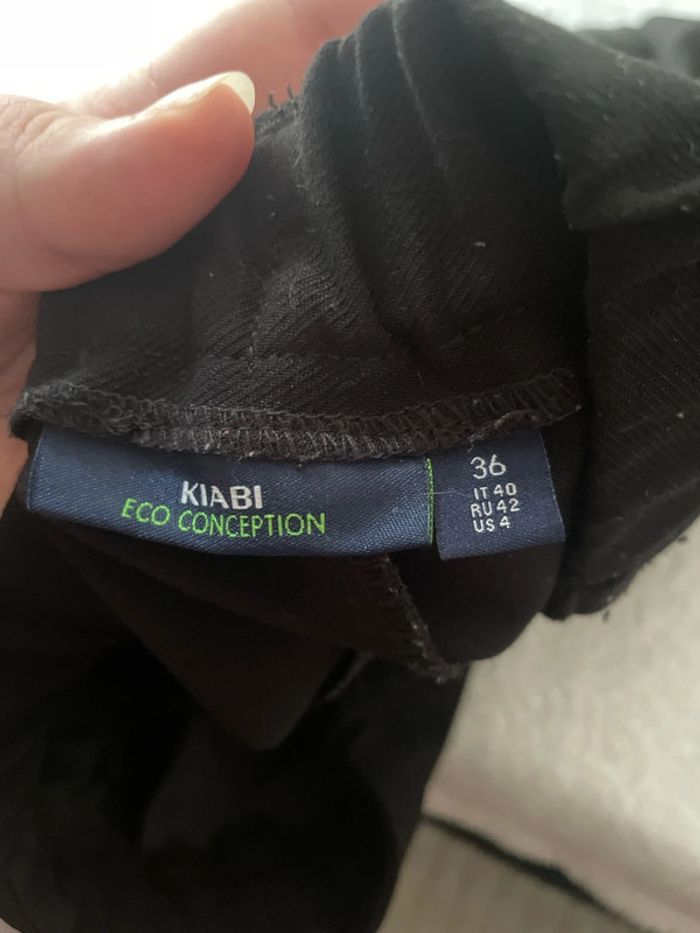 KIABI
ECO CONCEPTION
36
IT 40
RU 42
US 4